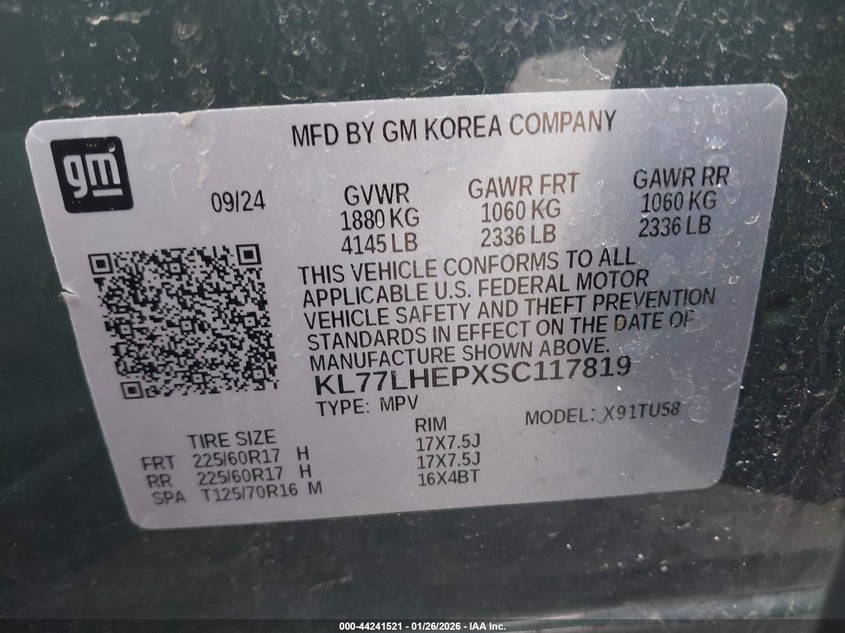 MFD BY GM KOREA COMPANY
gm
09/24
GVWR
1880 KG
4145 LB
GAWR FRT
1060 KG
2336 LB
GAWR RR
1060 KG
2336 LB
THIS VEHICLE CONFORMS TO ALL
APPLICABLE U.S. FEDERAL MOTOR
VEHICLE SAFETY AND THEFT PREVENTION
STANDARDS IN EFFECT ON THE DATE OF
MANUFACTURE SHOWN ABOVE.
KL77LHEPXSC117819
TYPE: MPV
MODEL: X91TU58
TIRE SIZE
RIM
FRT 225/60R17 H 17X7.5J
RR 225/60R17 H 17X7.5J
SPA T125/70R16 M 16X4BT
000-44241521 | 01/26/2026 - IAA Inc.